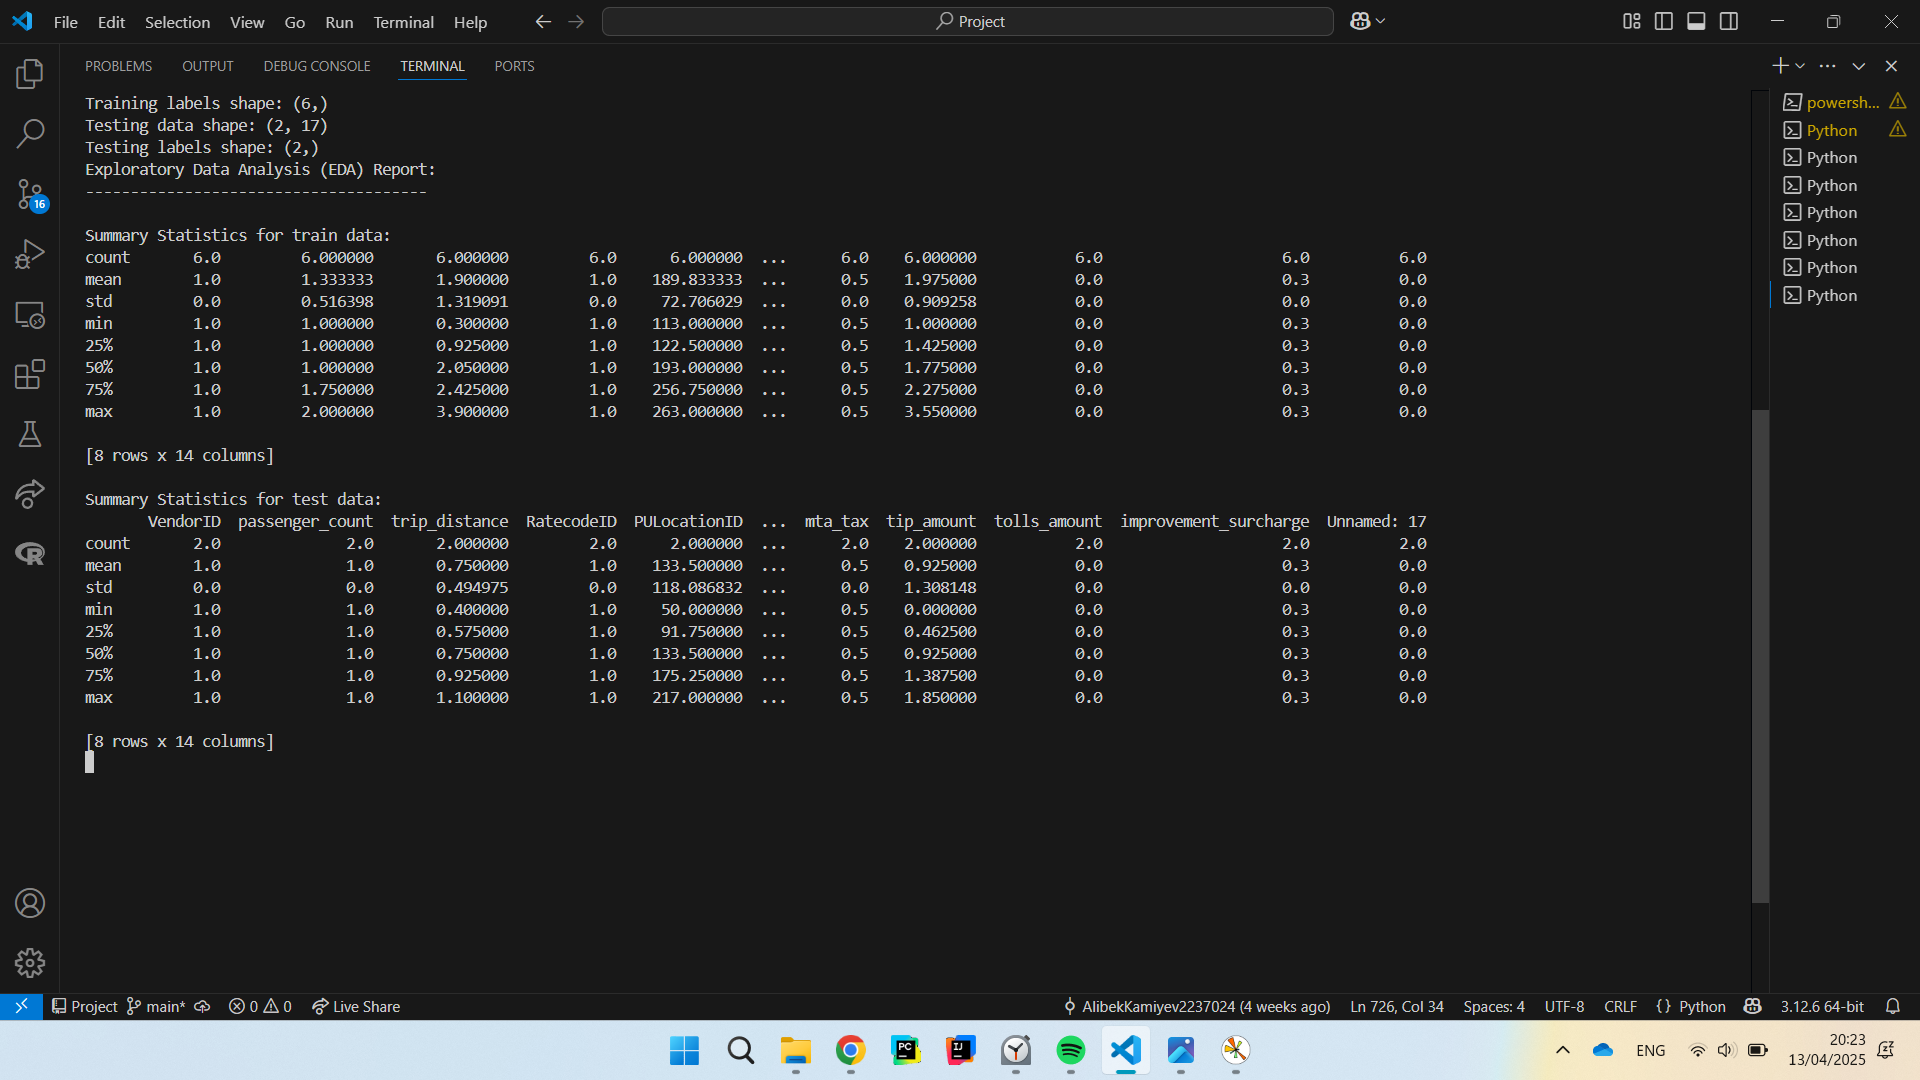 File Edit Selection View Go Run Terminal Help Project
PROBLEMS OUTPUT DEBUG CONSOLE TERMINAL PORTS
Training labels shape: (6,)
Testing data shape: (2, 17)
Testing labels shape: (2,)
Exploratory Data Analysis (EDA) Report:
--------------------------------------
Summary Statistics for train data:
count 6.0 6.000000 6.000000 6.0 6.000000 ... 6.0 6.000000 6.0 6.0 6.0
mean 1.0 1.333333 1.900000 1.0 189.833333 ... 0.5 1.975000 0.0 0.3 0.0
std 0.0 0.516398 1.319091 0.0 72.706029 ... 0.0 0.909258 0.0 0.0 0.0
min 1.0 1.000000 0.300000 1.0 113.000000 ... 0.5 1.000000 0.0 0.3 0.0
25% 1.0 1.000000 0.925000 1.0 122.500000 ... 0.5 1.425000 0.0 0.3 0.0
50% 1.0 1.000000 2.050000 1.0 193.000000 ... 0.5 1.775000 0.0 0.3 0.0
75% 1.0 1.750000 2.425000 1.0 256.750000 ... 0.5 2.275000 0.0 0.3 0.0
max 1.0 2.000000 3.900000 1.0 263.000000 ... 0.5 3.550000 0.0 0.3 0.0
[8 rows x 14 columns]
Summary Statistics for test data:
VendorID passenger_count trip_distance RatecodeID PULocationID ... mta_tax tip_amount tolls_amount improvement_surcharge Unnamed: 17
count 2.0 2.0 2.000000 2.0 2.000000 ... 2.0 2.000000 2.0 2.0 2.0
mean 1.0 1.0 0.750000 1.0 133.500000 ... 0.5 0.925000 0.0 0.3 0.0
std 0.0 0.0 0.494975 0.0 118.086832 ... 0.0 1.308148 0.0 0.0 0.0
min 1.0 1.0 0.400000 1.0 50.000000 ... 0.5 0.000000 0.0 0.3 0.0
25% 1.0 1.0 0.575000 1.0 91.750000 ... 0.5 0.462500 0.0 0.3 0.0
50% 1.0 1.0 0.750000 1.0 133.500000 ... 0.5 0.925000 0.0 0.3 0.0
75% 1.0 1.0 0.925000 1.0 175.250000 ... 0.5 1.387500 0.0 0.3 0.0
max 1.0 1.0 1.100000 1.0 217.000000 ... 0.5 1.850000 0.0 0.3 0.0
[8 rows x 14 columns]
powersh...
Python
Python
Python
Python
Python
Python
Python
16
Project main* 0 0 Live Share AlibekKamiyev2237024 (4 weeks ago) Ln 726, Col 34 Spaces: 4 UTF-8 CRLF {} Python 3.12.6 64-bit
PC IJ ENG 20:23
13/04/2025